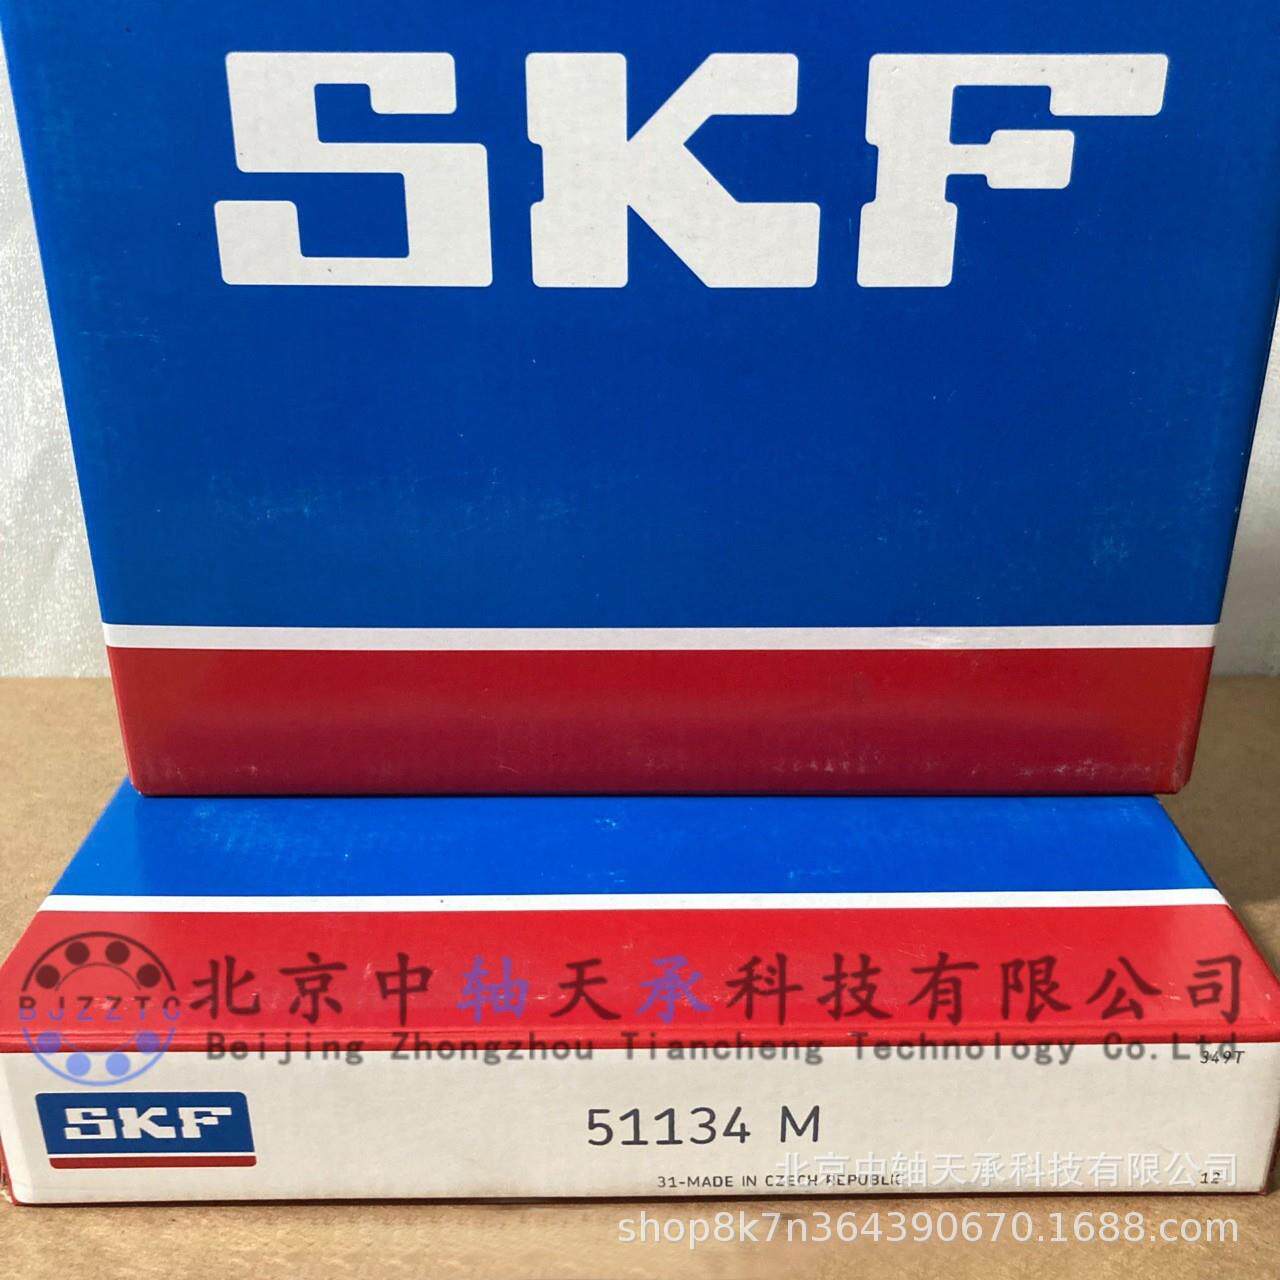 SKF
BJZZTC
北京中轴天承科技有限公司
Beijing Zhongzhou Tiancheng Technology Co.Ltd
349T
SKF
51134 M
北京中轴天承科技有限公司
31-MADE IN CZECH REPUBLIC
12
shop8k7n364390670.1688.com